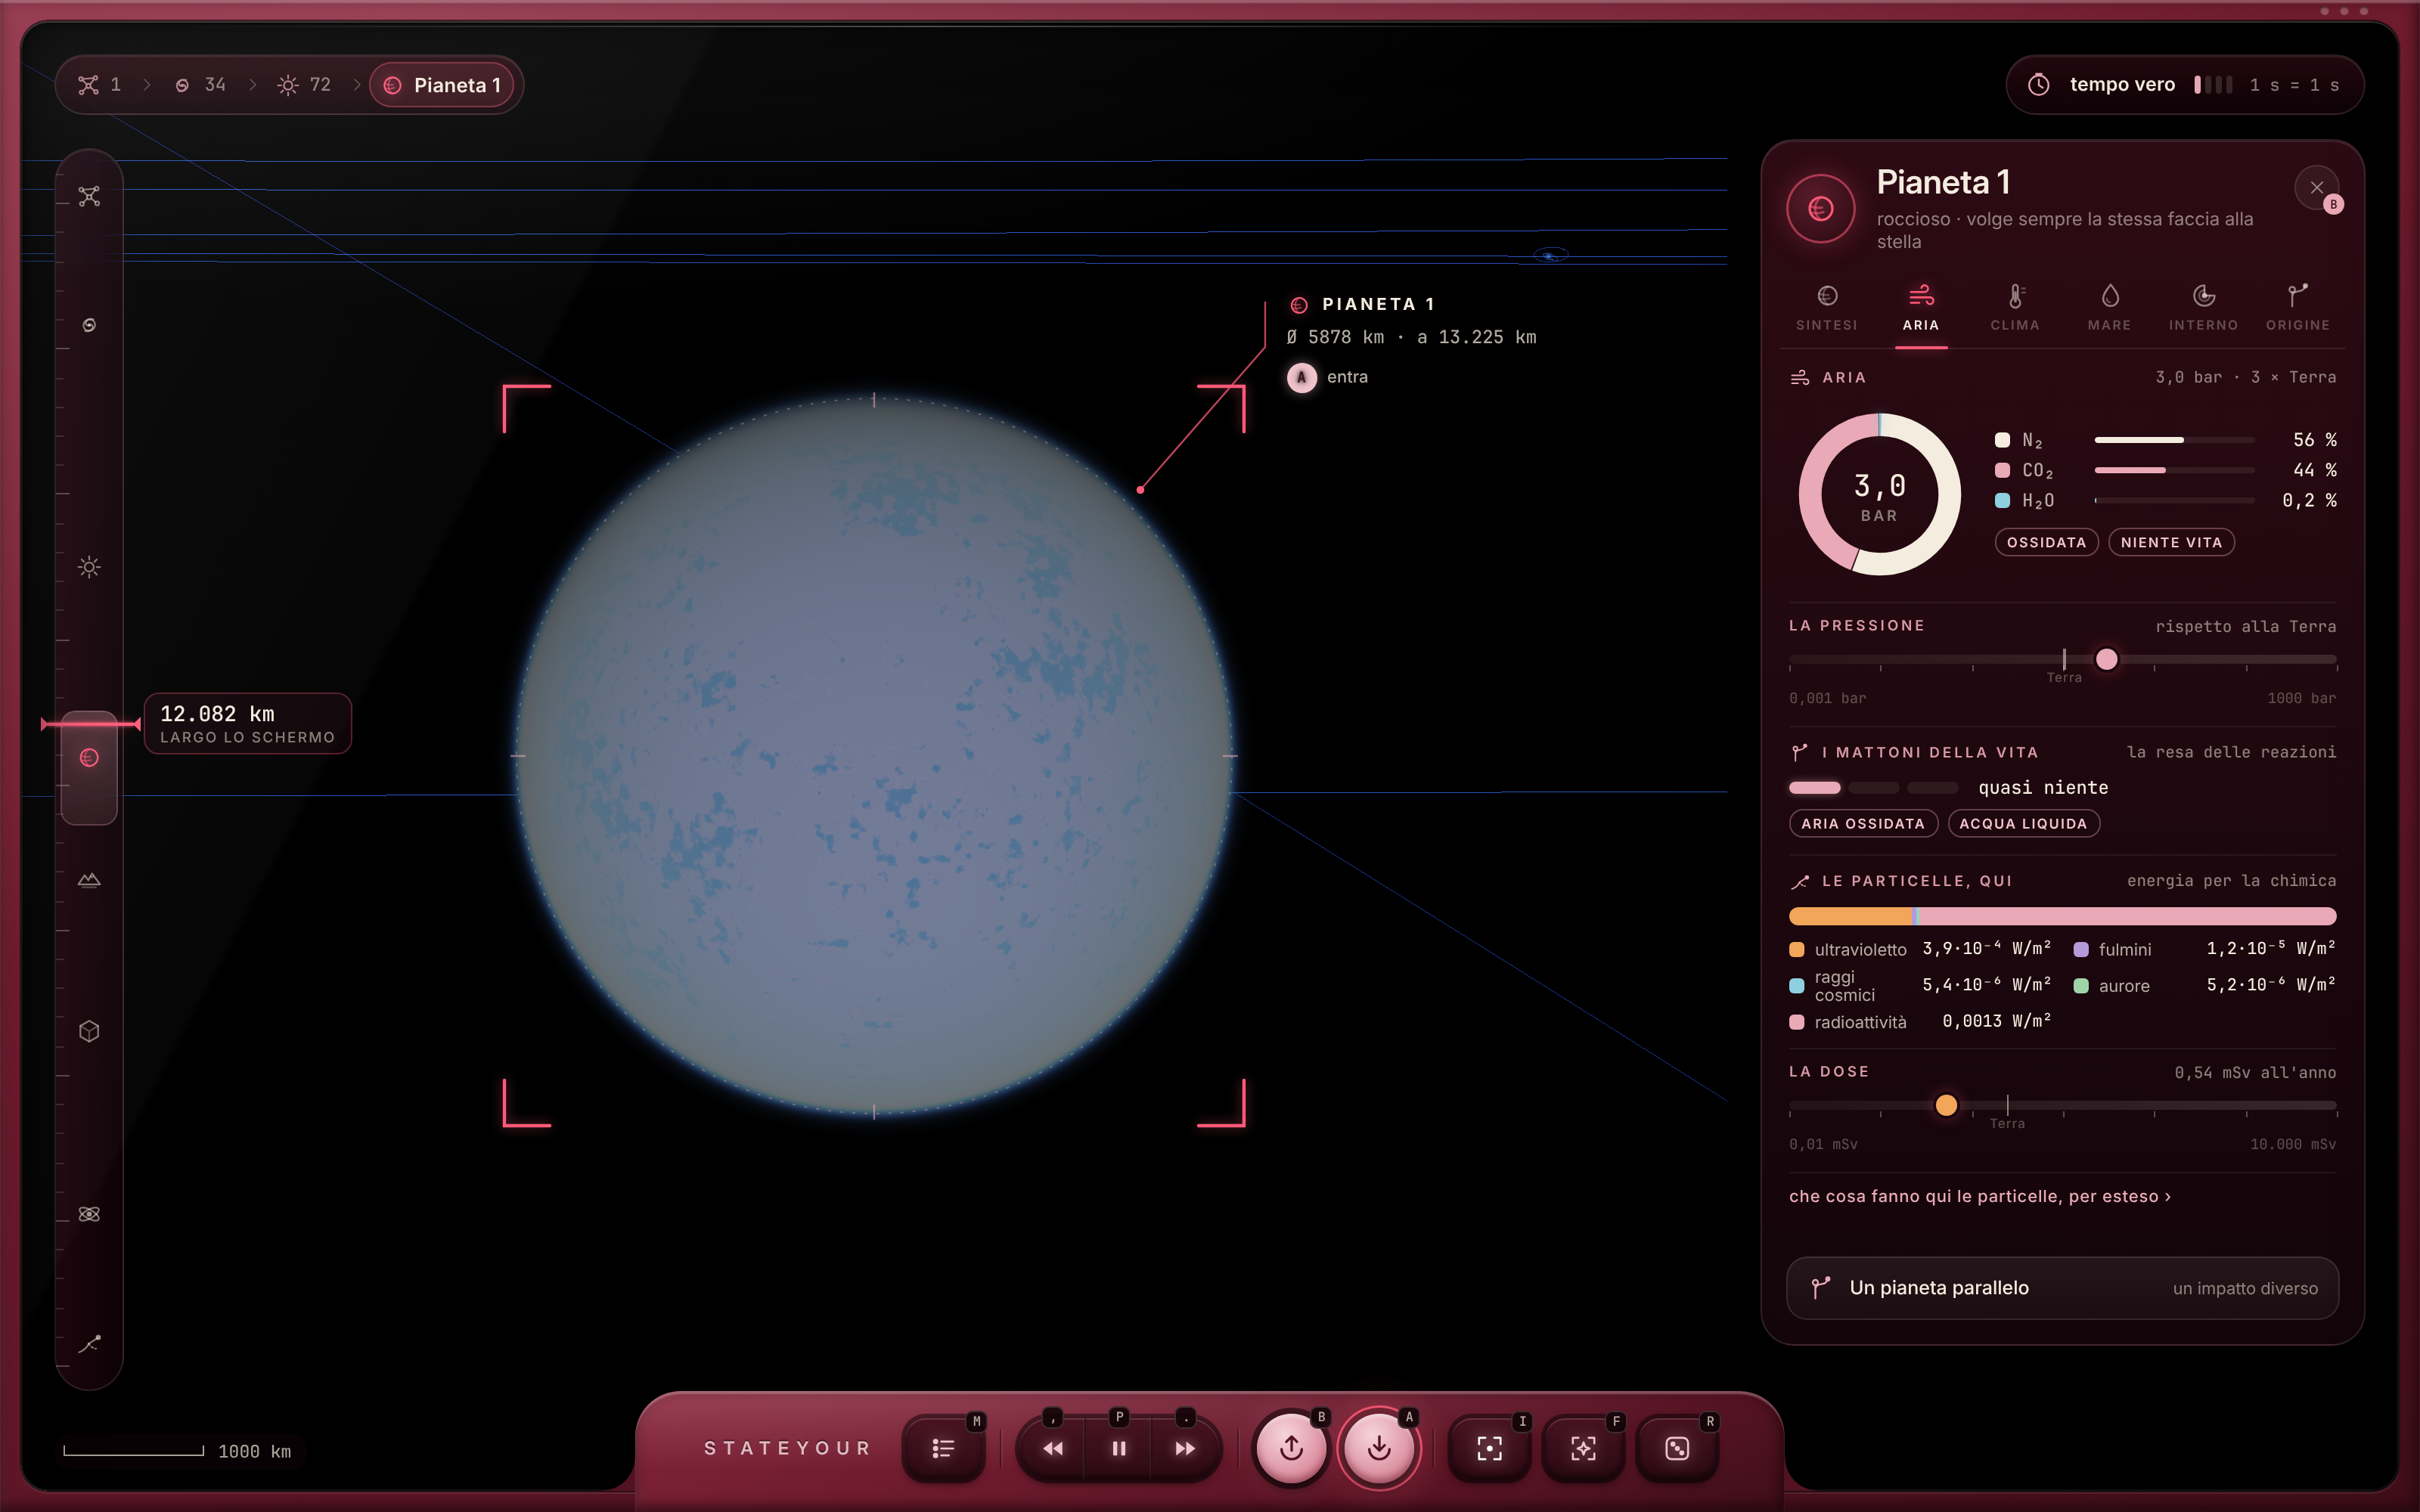 1 34 72 Pianeta 1
tempo vero 1 s = 1 s
Pianeta 1
B
roccioso · volge sempre la stessa faccia alla
stella
SINTESI ARIA CLIMA MARE INTERNO ORIGINE
PIANETA 1
Ø 5878 km · a 13.225 km
A entra
ARIA 3,0 bar · 3 × Terra
N₂ 56 %
CO₂ 44 %
H₂O 0,2 %
3,0
BAR
OSSIDATA NIENTE VITA
LA PRESSIONE rispetto alla Terra
Terra
0,001 bar 1000 bar
12.082 km
LARGO LO SCHERMO
I MATTONI DELLA VITA la resa delle reazioni
quasi niente
ARIA OSSIDATA ACQUA LIQUIDA
LE PARTICELLE, QUI energia per la chimica
ultravioletto 3,9·10⁻⁴ W/m² fulmini 1,2·10⁻⁵ W/m²
raggi
cosmici 5,4·10⁻⁶ W/m² aurore 5,2·10⁻⁶ W/m²
radioattività 0,0013 W/m²
LA DOSE 0,54 mSv all'anno
Terra
0,01 mSv 10.000 mSv
che cosa fanno qui le particelle, per esteso ›
Un pianeta parallelo un impatto diverso
1000 km
STATEYOUR M , P . B A I F R